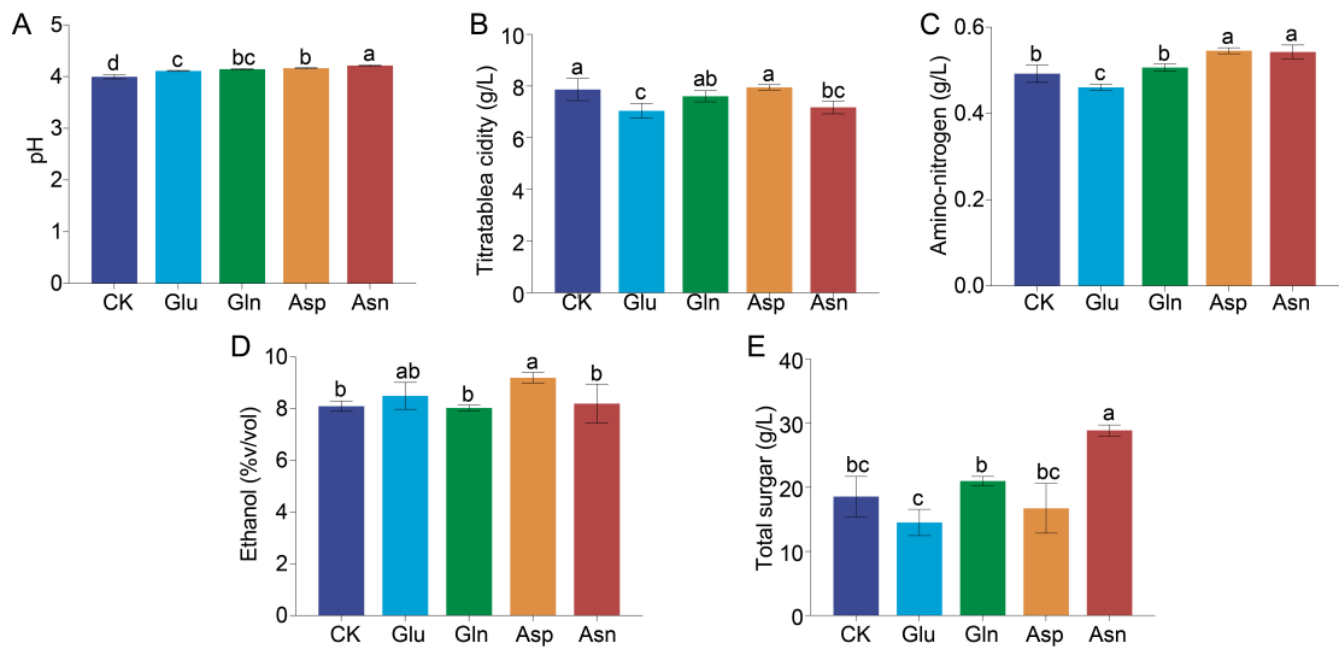 A
pH
5
4
3
2
1
0
d
c
bc
b
a
CK
Glu
Gln
Asp
Asn
B
Titratablea cidity (g/L)
10
8
6
4
2
0
a
c
ab
a
bc
CK
Glu
Gln
Asp
Asn
C
Amino-nitrogen (g/L)
0.6
0.4
0.2
0.0
b
c
b
a
a
CK
Glu
Gln
Asp
Asn
D
Ethanol (%v/vol)
10
8
6
4
2
0
b
ab
b
a
b
CK
Glu
Gln
Asp
Asn
E
Total surgar (g/L)
40
30
20
10
0
bc
c
b
bc
a
CK
Glu
Gln
Asp
Asn